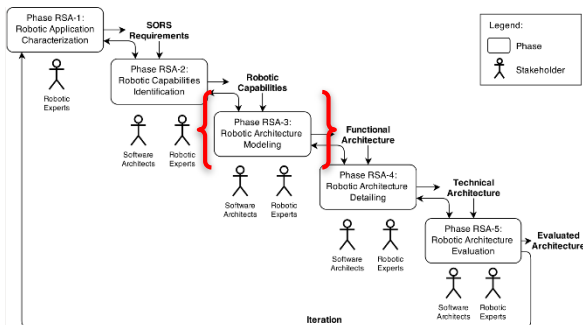 Phase RSA-1:
Robotic Application
Characterization
SORS
Requirements
Legend:
Phase
Stakeholder
Robotic
Experts
Phase RSA-2:
Robotic Capabilities
Identification
Robotic
Capabilities
Software
Architects
Robotic
Experts
Phase RSA-3:
Robotic Architecture
Modeling
Functional
Architecture
Software
Architects
Robotic
Experts
Phase RSA-4:
Robotic Architecture
Detailing
Technical
Architecture
Software
Architects
Robotic
Experts
Phase RSA-5:
Robotic Architecture
Evaluation
Evaluated
Architecture
Software
Architects
Robotic
Experts
Iteration